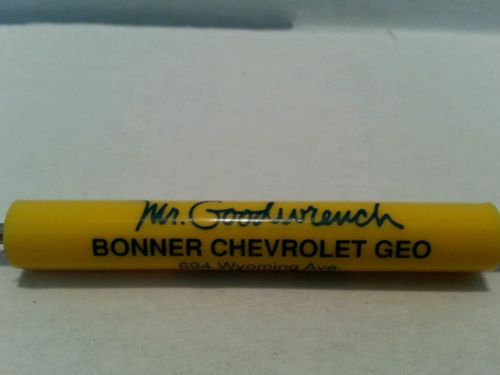 Mr. Goodwrench
BONNER CHEVROLET GEO
694 Wyoming Ave.